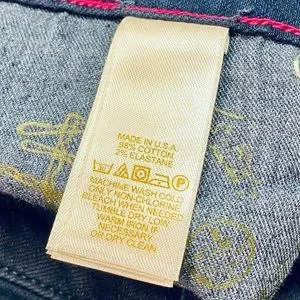 MADE IN U.S.A
98% COTTON
2% ELASTANE
MACHINE WASH COLD
ONLY NON-CHLORINE
BLEACH WHEN NEEDED
TUMBLE DRY LOW
WARM IRON IF
NECESSARY
OR DRY CLEAN